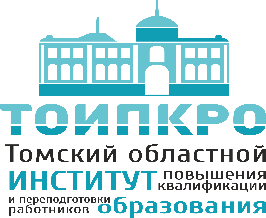 ТОИПКРО
Томский областной
ИНСТИТУТ повышения квалификации
и переподготовки работников образования